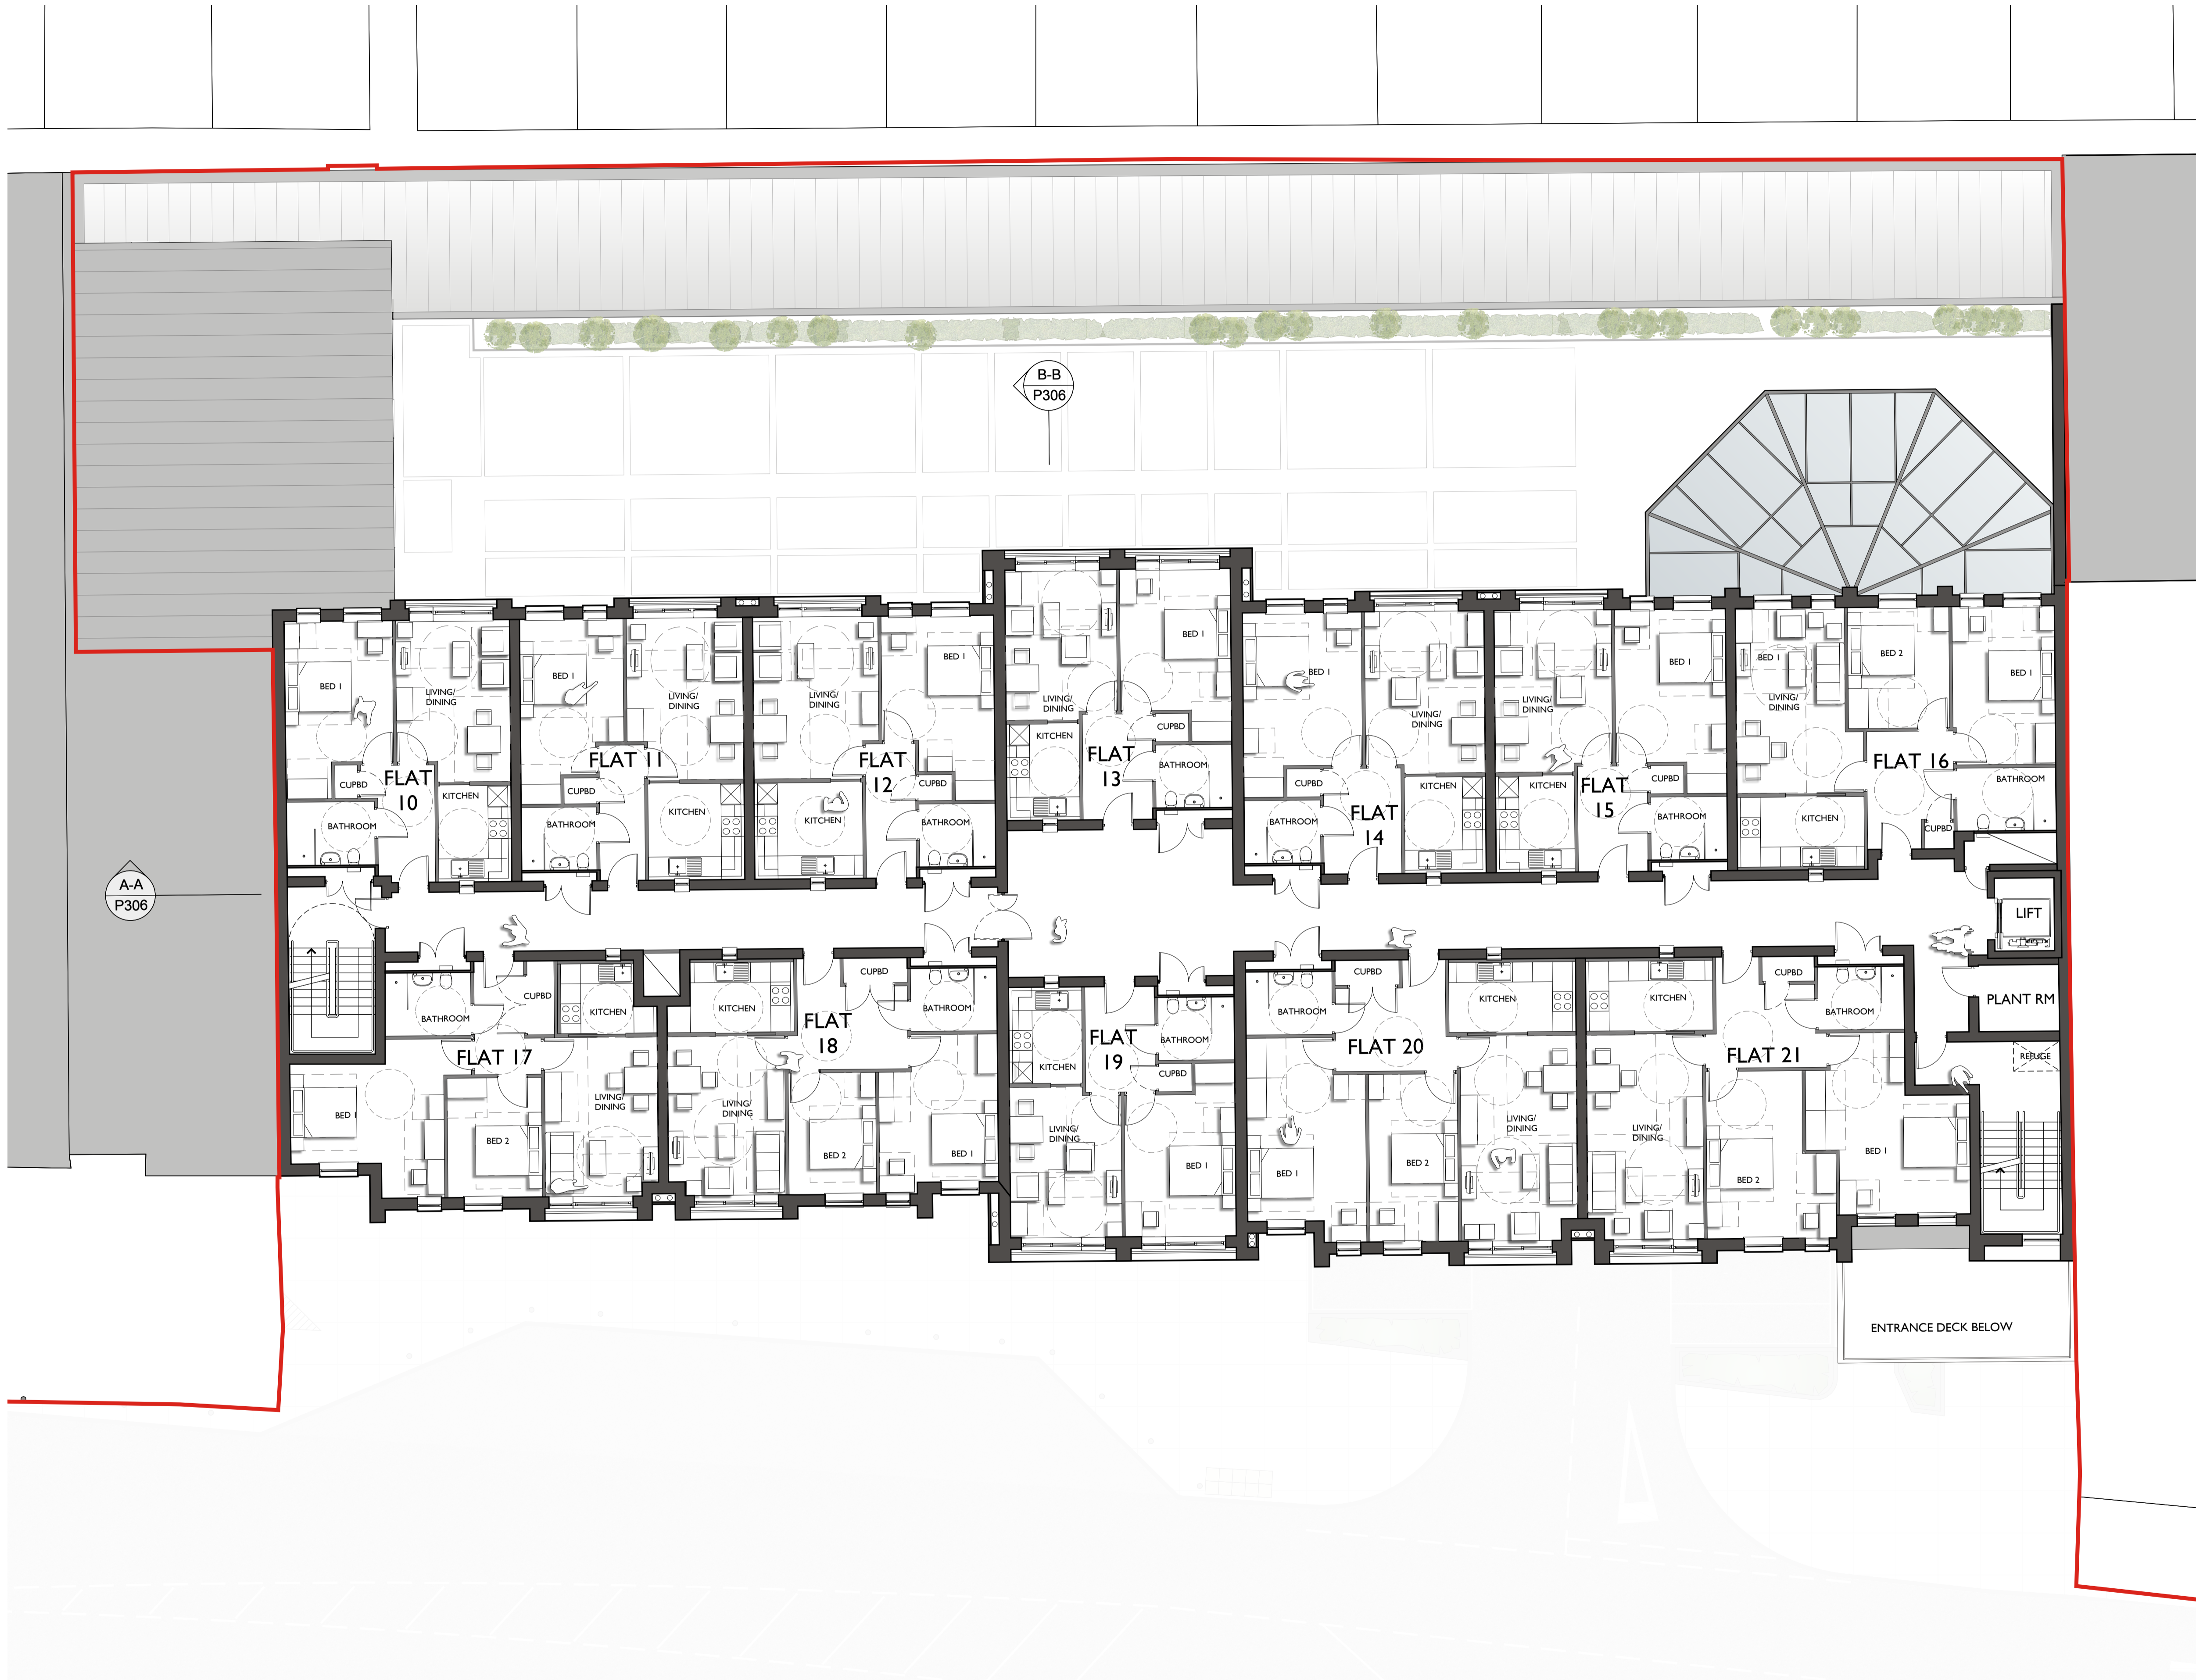 B-B
P306
A-A
P306
BED 1
LIVING/
DINING
CUPBD
FLAT
10
KITCHEN
BATHROOM
BED 1
LIVING/
DINING
FLAT 11
CUPBD
KITCHEN
BATHROOM
LIVING/
DINING
BED 1
FLAT
12
CUPBD
KITCHEN
BATHROOM
BED 1
LIVING/
DINING
KITCHEN
CUPBD
FLAT
13
BATHROOM
BED 1
LIVING/
DINING
CUPBD
KITCHEN
FLAT
14
BATHROOM
LIVING/
DINING
BED 1
KITCHEN
FLAT
15
CUPBD
BATHROOM
BED 1
LIVING/
DINING
BED 2
BED 1
FLAT 16
BATHROOM
KITCHEN
CUPBD
LIFT
PLANT RM
REFUGE
CUPBD
BATHROOM
KITCHEN
FLAT 17
BED 1
BED 2
LIVING/
DINING
KITCHEN
CUPBD
BATHROOM
FLAT
18
LIVING/
DINING
BED 2
BED 1
KITCHEN
FLAT
19
BATHROOM
CUPBD
LIVING/
DINING
BED 1
CUPBD
BATHROOM
KITCHEN
FLAT 20
BED 1
BED 2
LIVING/
DINING
KITCHEN
CUPBD
BATHROOM
FLAT 21
LIVING/
DINING
BED 2
BED 1
ENTRANCE DECK BELOW